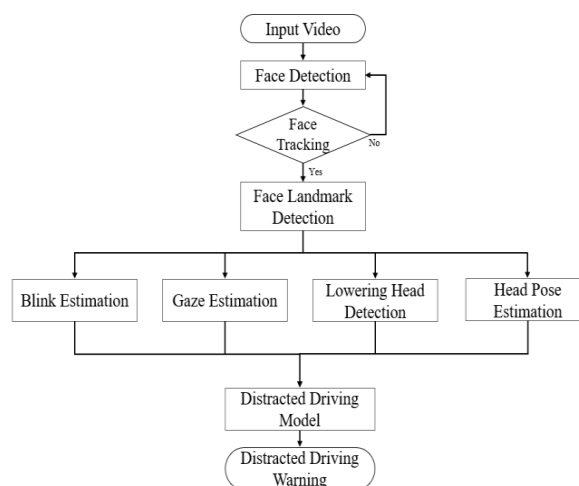 Input Video
Face Detection
Face
Tracking
No
Yes
Face Landmark
Detection
Blink Estimation
Gaze Estimation
Lowering Head
Detection
Head Pose
Estimation
Distracted Driving
Model
Distracted Driving
Warning